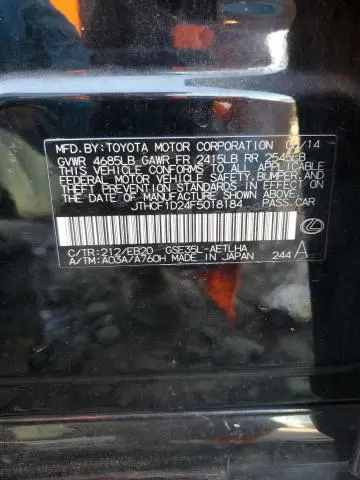 MFD.BY:TOYOTA MOTOR CORPORATION /14
GVWR 4685LB GAWR FR 2415LB RR 2545LB
THIS VEHICLE CONFORMS TO ALL APPLICABLE
FEDERAL MOTOR VEHICLE SAFETY, BUMPER, AND
THEFT PREVENTION STANDARDS IN EFFECT ON
THE DATE OF MANUFACTURE SHOWN ABOVE.
JTHCF1D24F5018184 PASS.CAR
C/TR:212/EB20 GSE35L-AETLHA
A/TM:A03A/A760H MADE IN JAPAN 244 A